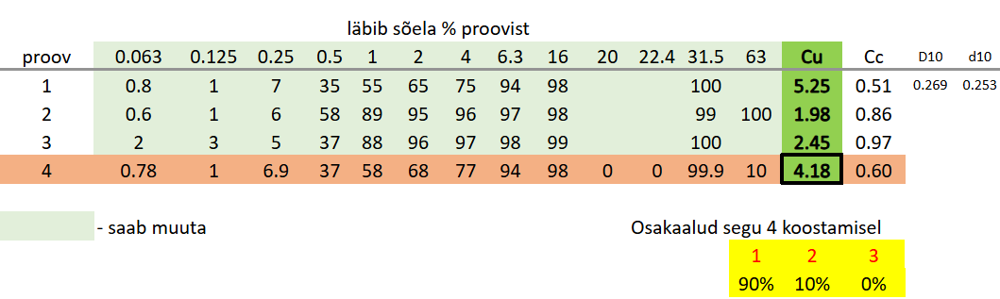 läbib sõela % proovist
proov 0.063 0.125 0.25 0.5 1 2 4 6.3 16 20 22.4 31.5 63 Cu Cc D10 d10
1 0.8 1 7 35 55 65 75 94 98 100 5.25 0.51 0.269 0.253
2 0.6 1 6 58 89 95 96 97 98 99 100 1.98 0.86
3 2 3 5 37 88 96 97 98 99 100 2.45 0.97
4 0.78 1 6.9 37 58 68 77 94 98 0 0 99.9 10 4.18 0.60
- saab muuta Osakaalud segu 4 koostamisel
1 2 3
90% 10% 0%